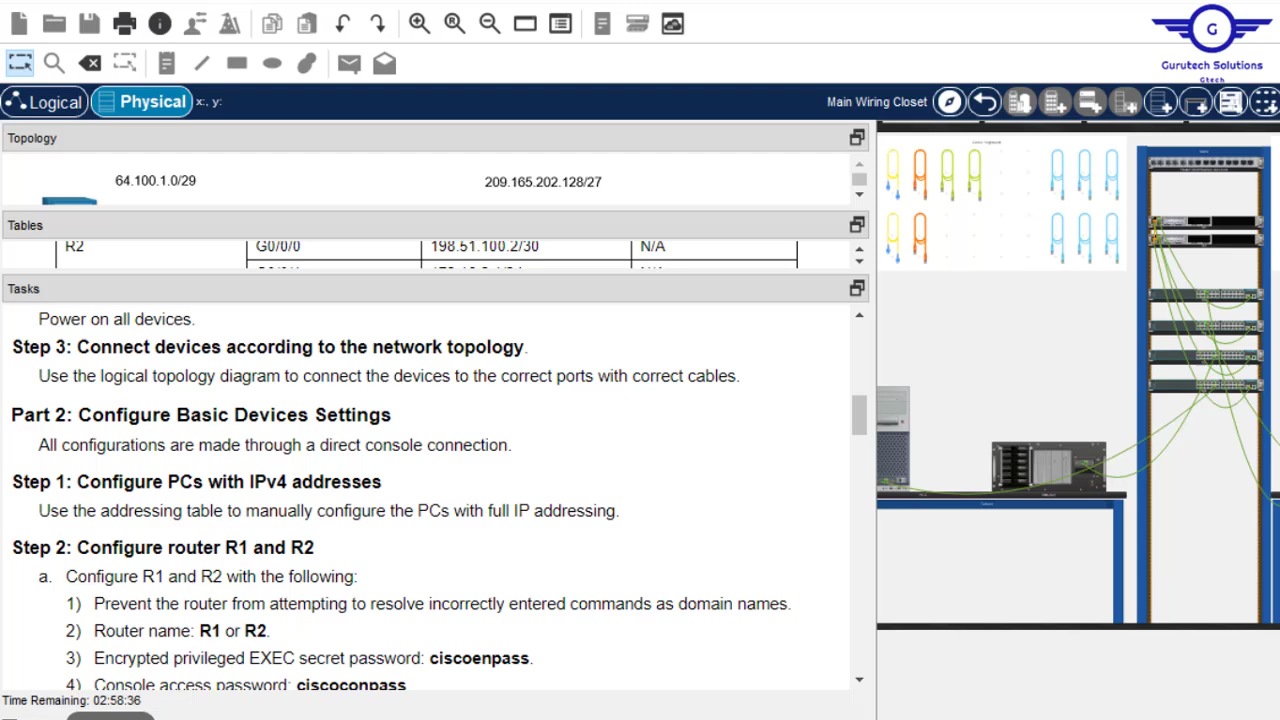 G
Gurutech Solutions
Gtech
Logical
Physical
x:, y:
Main Wiring Closet
Topology
64.100.1.0/29
209.165.202.128/27
Tables
R2
G0/0/0
198.51.100.2/30
N/A
Tasks
Power on all devices.
Step 3: Connect devices according to the network topology.
Use the logical topology diagram to connect the devices to the correct ports with correct cables.
Part 2: Configure Basic Devices Settings
All configurations are made through a direct console connection.
Step 1: Configure PCs with IPv4 addresses
Use the addressing table to manually configure the PCs with full IP addressing.
Step 2: Configure router R1 and R2
a. Configure R1 and R2 with the following:
1) Prevent the router from attempting to resolve incorrectly entered commands as domain names.
2) Router name: R1 or R2.
3) Encrypted privileged EXEC secret password: ciscoenpass.
4) Console access password: ciscoconpass
Time Remaining: 02:58:36